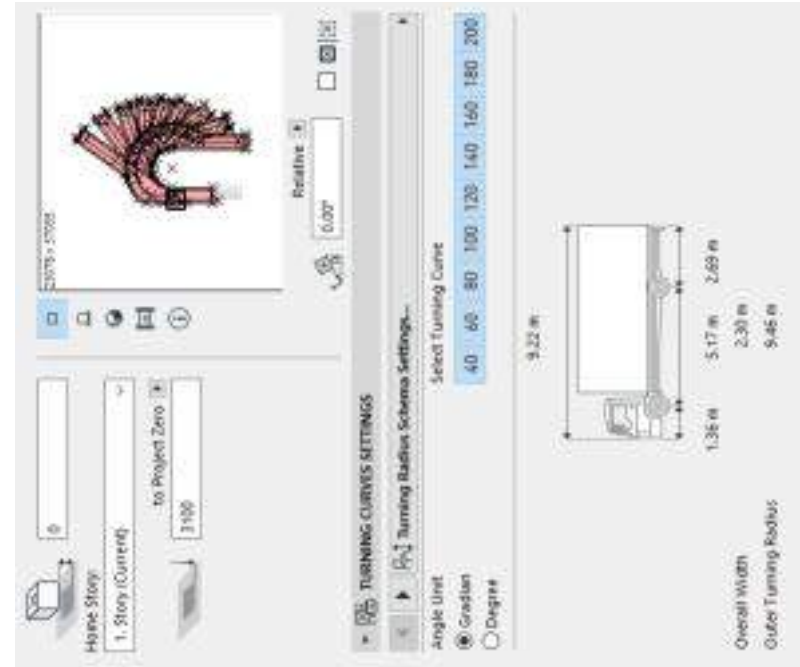 0
Home Story:
1. Story (Current)
to Project Zero
3100
Relative
0.00°
TURNING CURVES SETTINGS
Turning Radius Schema Settings...
Angle Unit
Gradian
Degree
Select Turning Curve
40 60 80 100 120 140 160 180 200
9.22 m
1.36 m 5.17 m 2.69 m
Overall Width 2.30 m
Outer Turning Radius 9.46 m